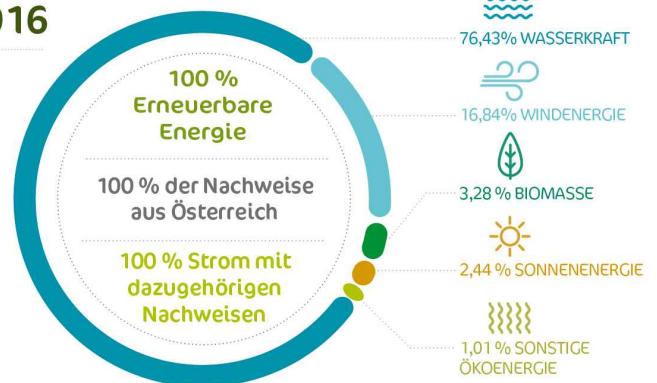 100 %
Erneuerbare
Energie
100 % der Nachweise
aus Österreich
100 % Strom mit
dazugehörigen
Nachweisen
76,43% WASSERKRAFT
16,84% WINDENERGIE
3,28 % BIOMASSE
2,44 % SONNENENERGIE
1,01 % SONSTIGE
ÖKOENERGIE